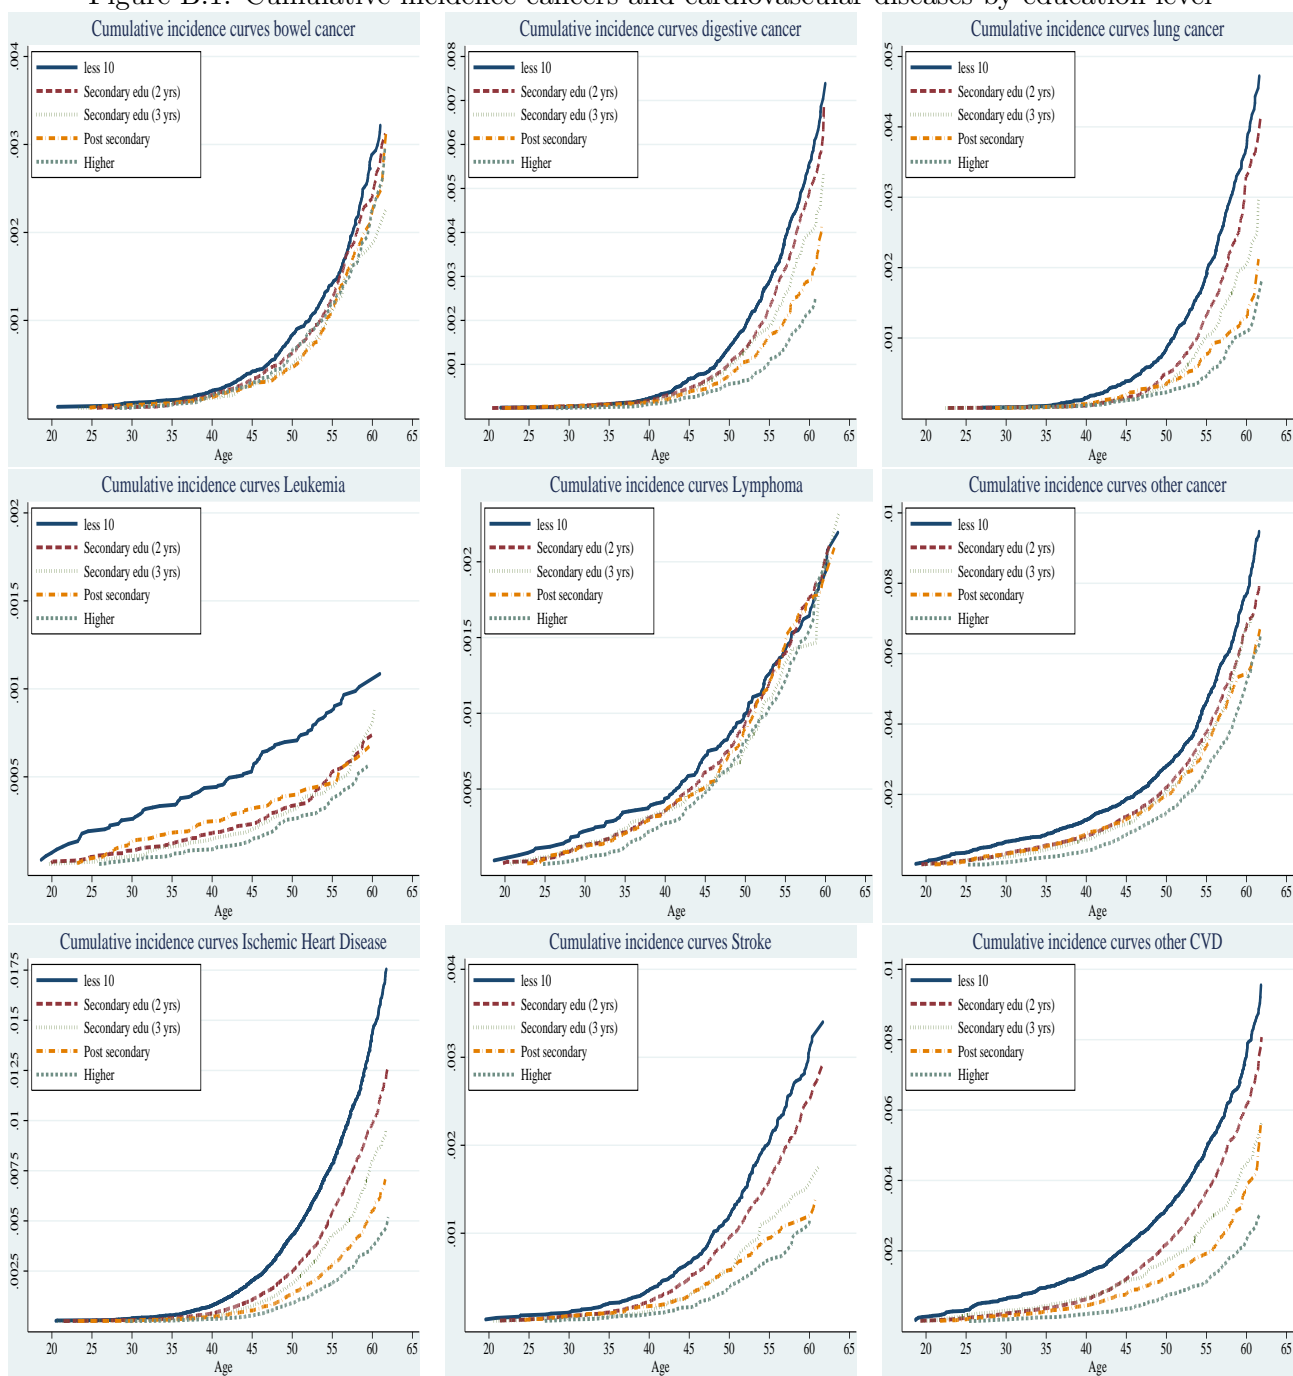 Figure B.1: Cumulative incidence cancers and cardiovascular diseases by education level
Cumulative incidence curves bowel cancer
.004
.003
.002
.001
less 10
Secondary edu (2 yrs)
Secondary edu (3 yrs)
Post secondary
Higher
20 25 30 35 40 45 50 55 60 65
Age
Cumulative incidence curves digestive cancer
.008
.007
.006
.005
.004
.003
.002
.001
less 10
Secondary edu (2 yrs)
Secondary edu (3 yrs)
Post secondary
Higher
20 25 30 35 40 45 50 55 60 65
Age
Cumulative incidence curves lung cancer
.005
.004
.003
.002
.001
less 10
Secondary edu (2 yrs)
Secondary edu (3 yrs)
Post secondary
Higher
20 25 30 35 40 45 50 55 60 65
Age
Cumulative incidence curves Leukemia
.002
.0015
.001
.0005
less 10
Secondary edu (2 yrs)
Secondary edu (3 yrs)
Post secondary
Higher
20 25 30 35 40 45 50 55 60 65
Age
Cumulative incidence curves Lymphoma
.002
.0015
.001
.0005
less 10
Secondary edu (2 yrs)
Secondary edu (3 yrs)
Post secondary
Higher
20 25 30 35 40 45 50 55 60 65
Age
Cumulative incidence curves other cancer
.01
.008
.006
.004
.002
less 10
Secondary edu (2 yrs)
Secondary edu (3 yrs)
Post secondary
Higher
20 25 30 35 40 45 50 55 60 65
Age
Cumulative incidence curves Ischemic Heart Disease
.0175
.015
.0125
.01
.0075
.005
.0025
less 10
Secondary edu (2 yrs)
Secondary edu (3 yrs)
Post secondary
Higher
20 25 30 35 40 45 50 55 60 65
Age
Cumulative incidence curves Stroke
.004
.003
.002
.001
less 10
Secondary edu (2 yrs)
Secondary edu (3 yrs)
Post secondary
Higher
20 25 30 35 40 45 50 55 60 65
Age
Cumulative incidence curves other CVD
.01
.008
.006
.004
.002
less 10
Secondary edu (2 yrs)
Secondary edu (3 yrs)
Post secondary
Higher
20 25 30 35 40 45 50 55 60 65
Age